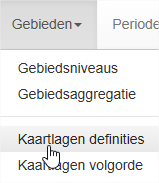 Gebieden Periode
Gebiedsniveaus
Gebiedsaggregatie
Kaartlagen definities
Kaartlagen volgorde